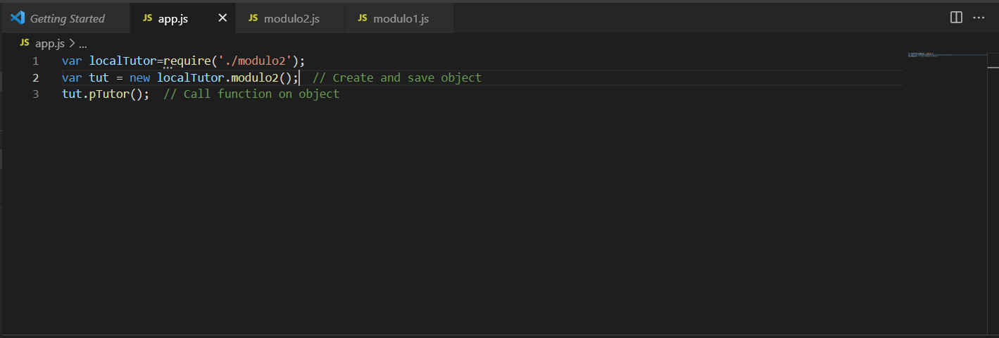 Getting Started
JS app.js
JS modulo2.js
JS modulo1.js
JS app.js > ...
1 var localTutor=require('./modulo2');
2 var tut = new localTutor.modulo2();  // Create and save object
3 tut.pTutor();  // Call function on object